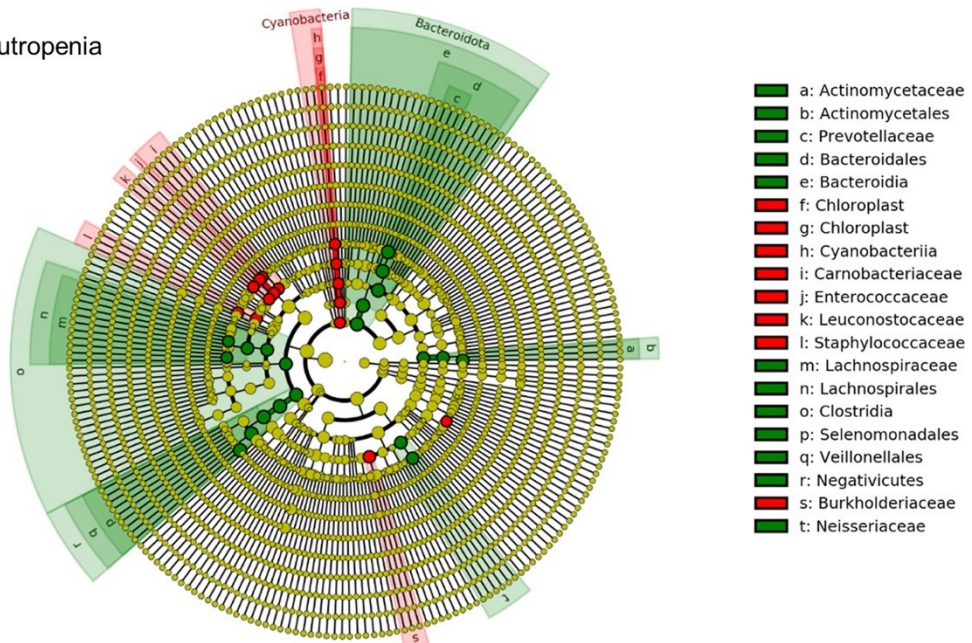 utropenia
Cyanobacteria
Bacteroidota
h
g
f
e
d
c
i
j
k
l
n
m
o
a
b
p
q
r
t
s
a: Actinomycetaceae
b: Actinomycetales
c: Prevotellaceae
d: Bacteroidales
e: Bacteroidia
f: Chloroplast
g: Chloroplast
h: Cyanobacteriia
i: Carnobacteriaceae
j: Enterococcaceae
k: Leuconostocaceae
l: Staphylococcaceae
m: Lachnospiraceae
n: Lachnospirales
o: Clostridia
p: Selenomonadales
q: Veillonellales
r: Negativicutes
s: Burkholderiaceae
t: Neisseriaceae